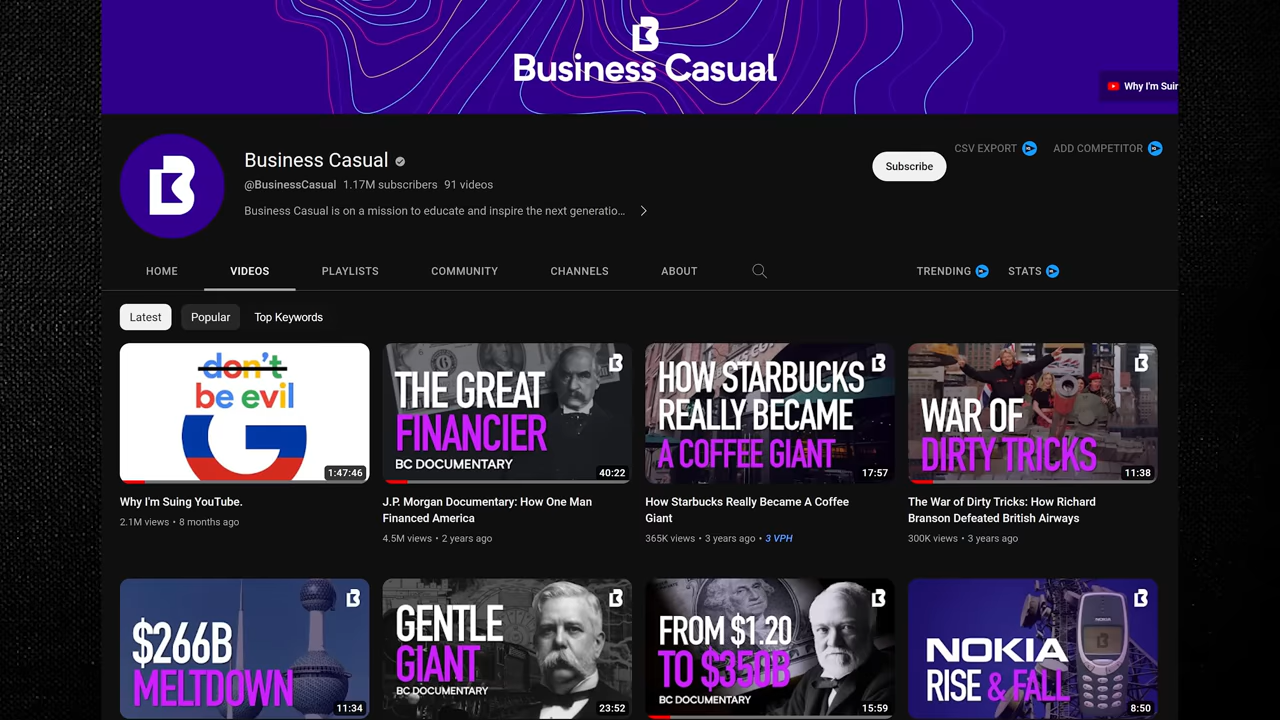 Business Casual
Why I'm Suir
Business Casual
@BusinessCasual 1.17M subscribers 91 videos
Business Casual is on a mission to educate and inspire the next generatio...
Subscribe
CSV EXPORT
ADD COMPETITOR
HOME
VIDEOS
PLAYLISTS
COMMUNITY
CHANNELS
ABOUT
TRENDING
STATS
Latest
Popular
Top Keywords
don't
be evil
1:47:46
Why I'm Suing YouTube.
2.1M views • 8 months ago
THE GREAT
FINANCIER
BC DOCUMENTARY
40:22
J.P. Morgan Documentary: How One Man
Financed America
4.5M views • 2 years ago
HOW STARBUCKS
REALLY BECAME
A COFFEE GIANT
17:57
How Starbucks Really Became A Coffee
Giant
365K views • 3 years ago • 3 VPH
WAR OF
DIRTY TRICKS
11:38
The War of Dirty Tricks: How Richard
Branson Defeated British Airways
300K views • 3 years ago
$266B
MELTDOWN
11:34
GENTLE
GIANT
BC DOCUMENTARY
23:52
FROM $1.20
TO $350B
BC DOCUMENTARY
15:59
NOKIA
RISE & FALL
NOKIA
8:50